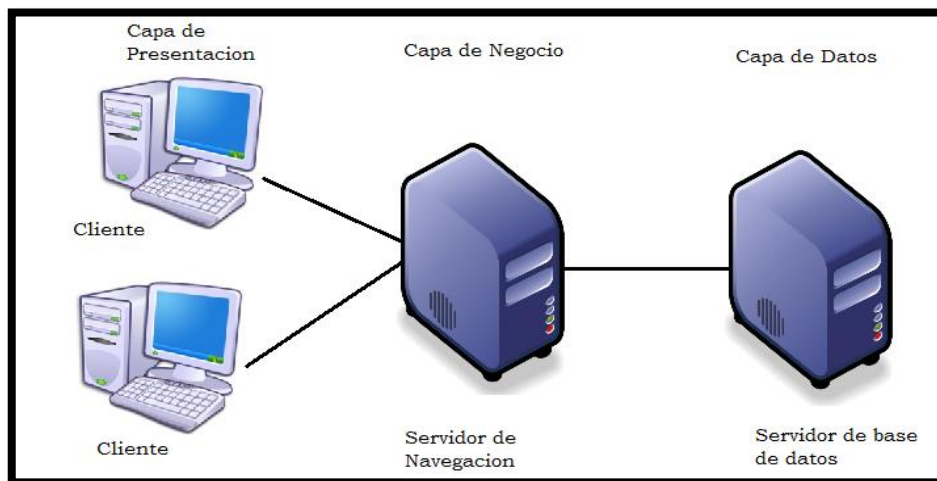 Capa de
Presentacion
Capa de Negocio
Capa de Datos
Cliente
Cliente
Servidor de
Navegacion
Servidor de base
de datos